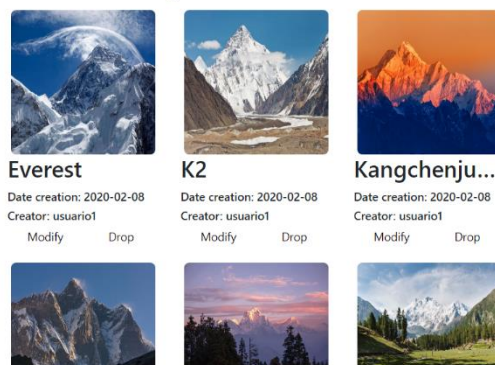 Everest
K2
Kangchenju...
Date creation: 2020-02-08
Date creation: 2020-02-08
Date creation: 2020-02-08
Creator: usuario1
Creator: usuario1
Creator: usuario1
Modify Drop
Modify Drop
Modify Drop